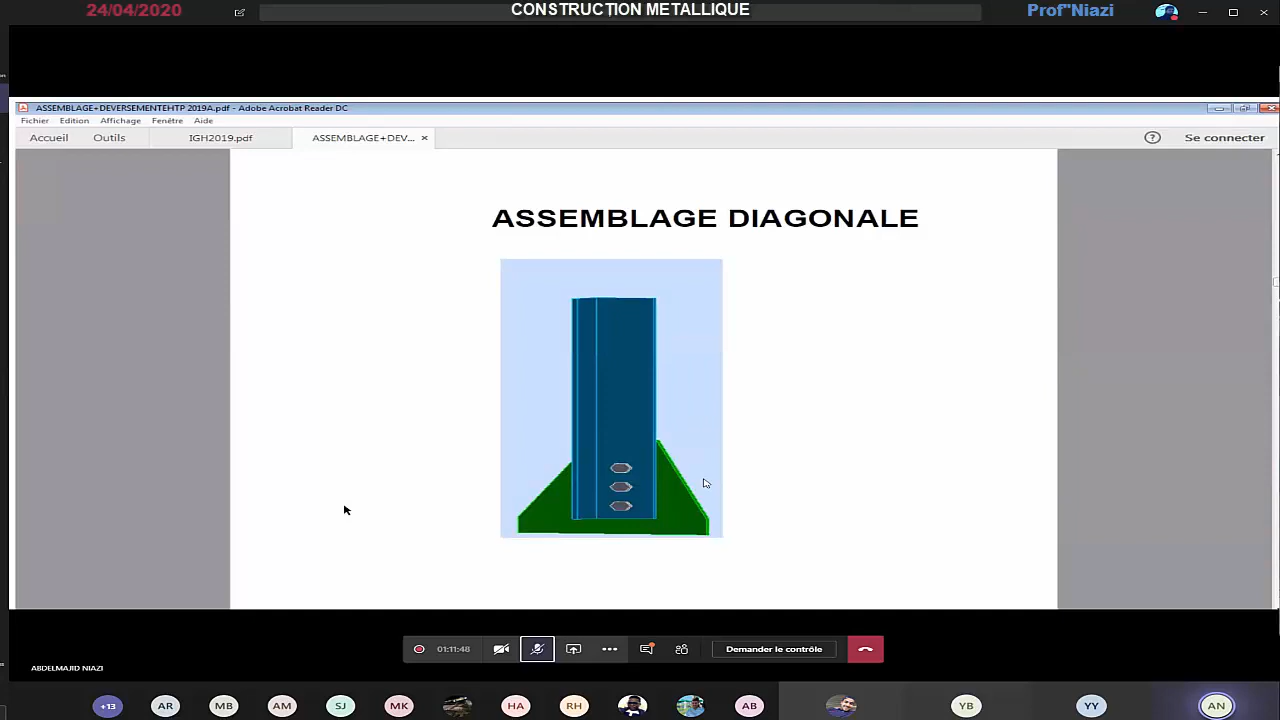 24/04/2020
CONSTRUCTION METALLIQUE
Prof"Niazi
ASSEMBLAGE+DEVERSEMENTEHTP 2019A.pdf - Adobe Acrobat Reader DC
Fichier Edition Affichage Fenêtre Aide
Accueil Outils IGH2019.pdf ASSEMBLAGE+DEV... × ? Se connecter
ASSEMBLAGE DIAGONALE
01:11:48 Demander le contrôle
ABDELMAJID NIAZI
+13 AR MB AM SJ MK HA RH AB YB YY AN